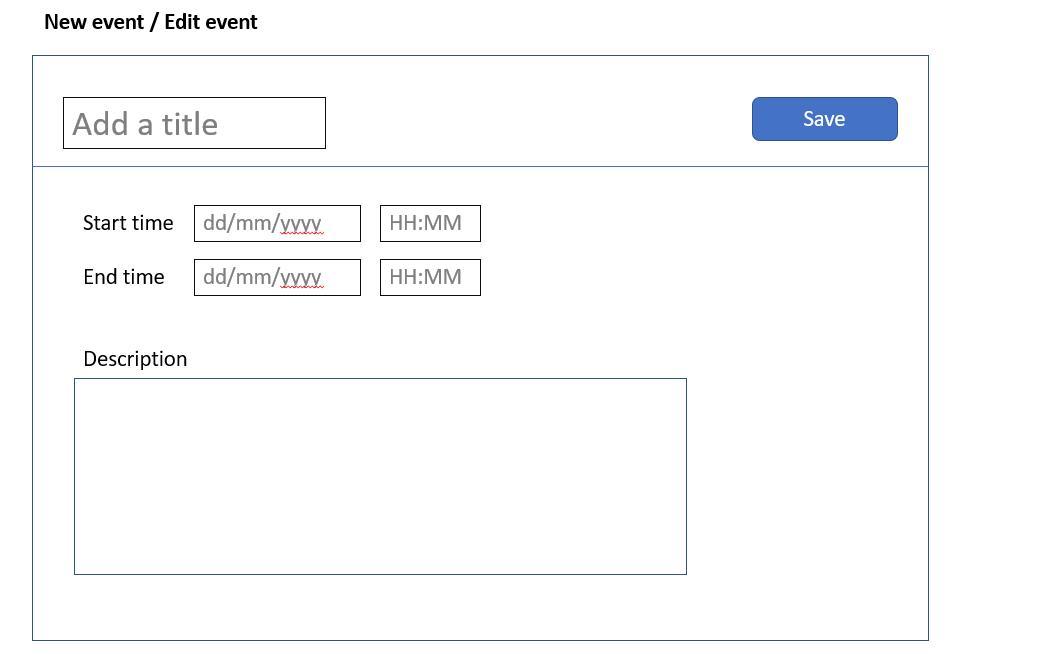 New event / Edit event
Add a title
Save
Start time dd/mm/yyyy HH:MM
End time dd/mm/yyyy HH:MM
Description